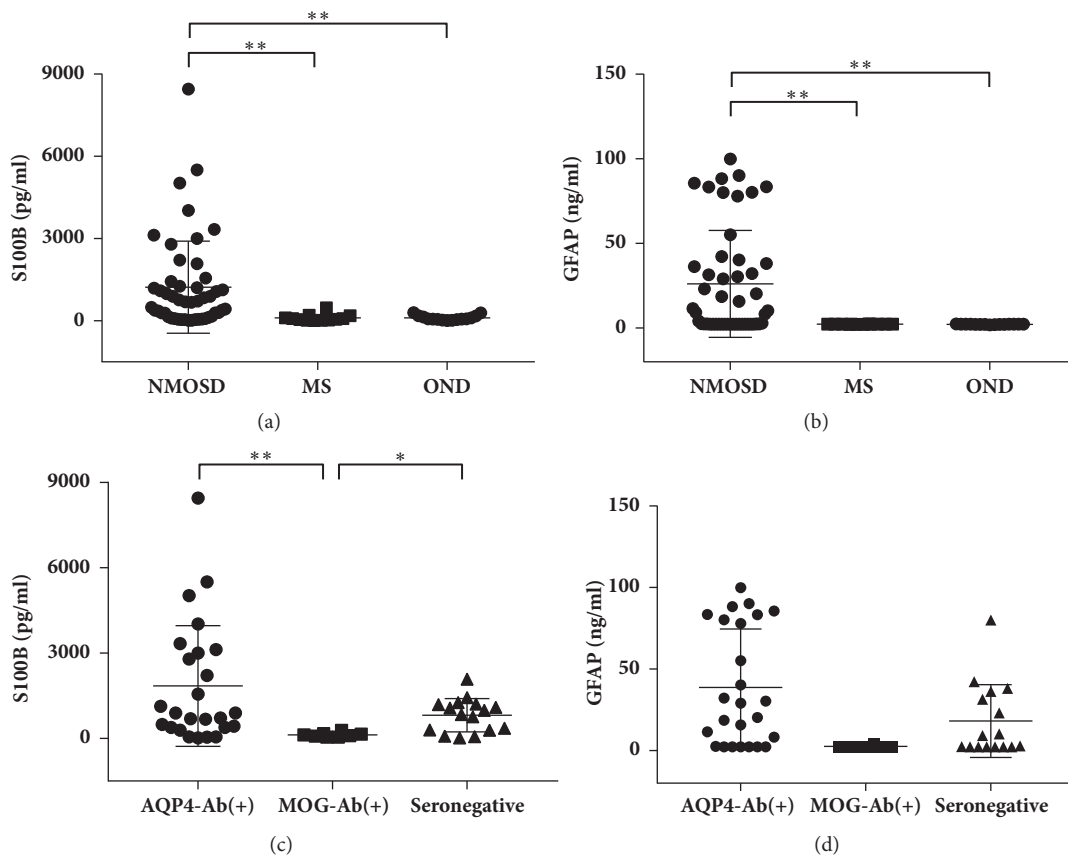 **
**
9000
6000
3000
0
S100B (pg/ml)
NMOSD MS OND
(a)
**
**
150
100
50
0
GFAP (ng/ml)
NMOSD MS OND
(b)
** *
9000
6000
3000
0
S100B (pg/ml)
AQP4-Ab(+) MOG-Ab(+) Seronegative
(c)
150
100
50
0
GFAP (ng/ml)
AQP4-Ab(+) MOG-Ab(+) Seronegative
(d)